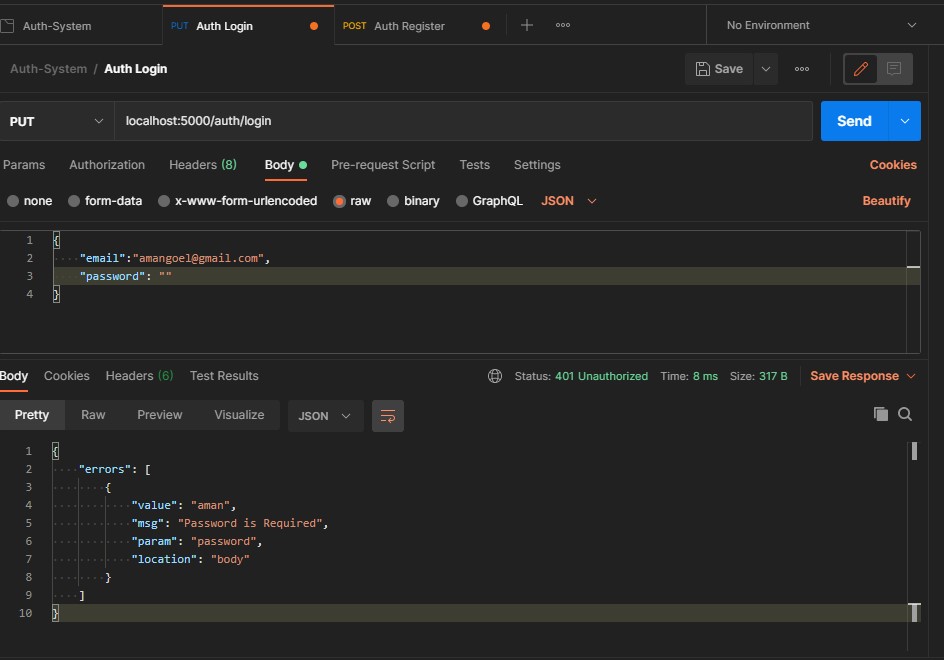 Auth-System
PUT Auth Login
POST Auth Register
No Environment
Auth-System / Auth Login
Save
PUT
localhost:5000/auth/login
Send
Params Authorization Headers (8) Body Pre-request Script Tests Settings Cookies
none form-data x-www-form-urlencoded raw binary GraphQL JSON Beautify
1 {
2 "email":"amangoel@gmail.com",
3 "password": ""
4 }
Body Cookies Headers (6) Test Results Status: 401 Unauthorized Time: 8 ms Size: 317 B Save Response
Pretty Raw Preview Visualize JSON
1 {
2 "errors": [
3 {
4 "value": "aman",
5 "msg": "Password is Required",
6 "param": "password",
7 "location": "body"
8 }
9 ]
10 }